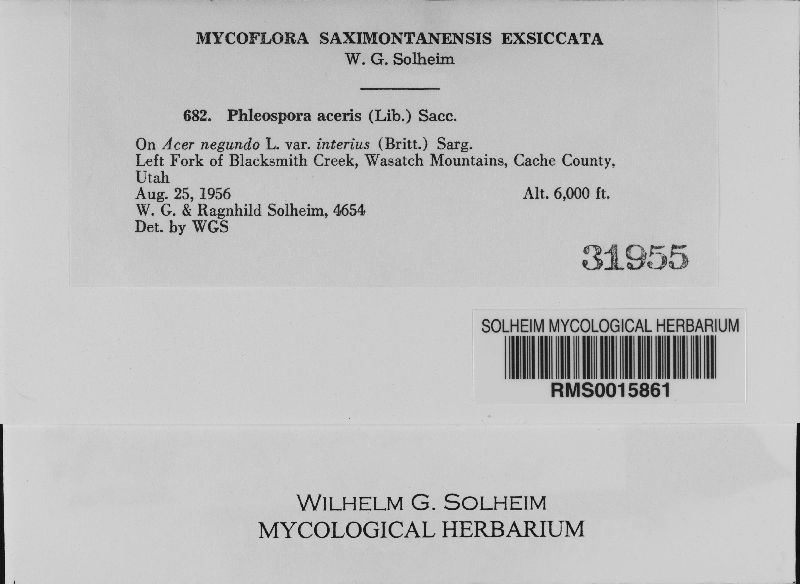 MYCOFLORA SAXIMONTANENSIS EXSICCATA
W. G. Solheim
682. Phleospora aceris (Lib.) Sacc.
On Acer negundo L. var. interius (Britt.) Sarg.
Left Fork of Blacksmith Creek, Wasatch Mountains, Cache County,
Utah
Aug. 25, 1956 Alt. 6,000 ft.
W. G. & Ragnhild Solheim, 4654
Det. by WGS
31955
SOLHEIM MYCOLOGICAL HERBARIUM
RMS0015861
WILHELM G. SOLHEIM
MYCOLOGICAL HERBARIUM